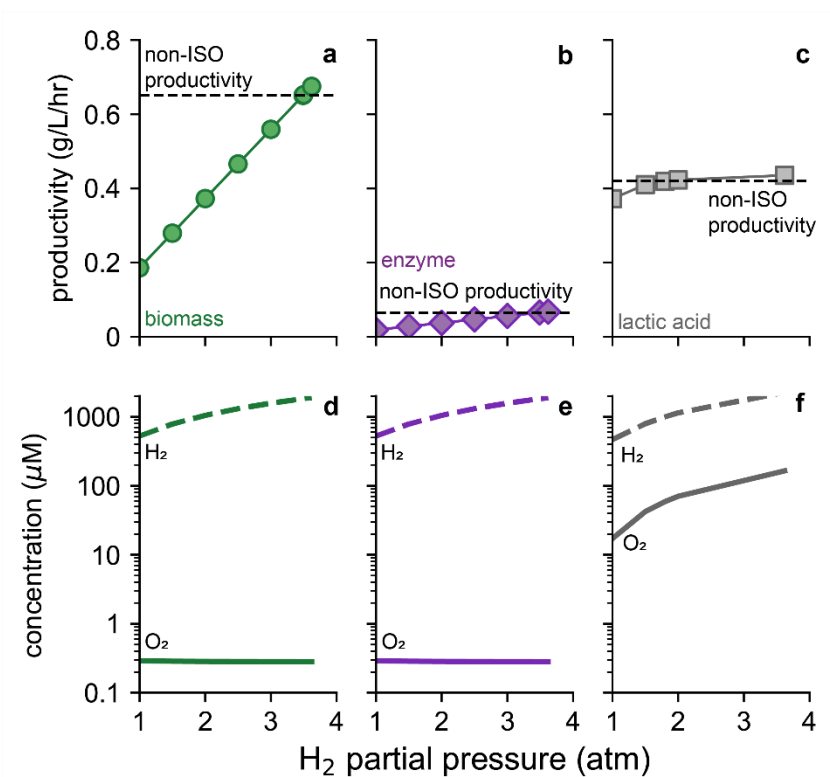 productivity (g/L/hr)
0.8
0.6
0.4
0.2
0
non-ISO
productivity
a
biomass
b
enzyme
non-ISO productivity
c
non-ISO
productivity
lactic acid
concentration (μM)
1000
100
10
1
0.1
d
H₂
O₂
1
2
3
4
e
H₂
O₂
1
2
3
4
f
H₂
O₂
1
2
3
4
H₂ partial pressure (atm)